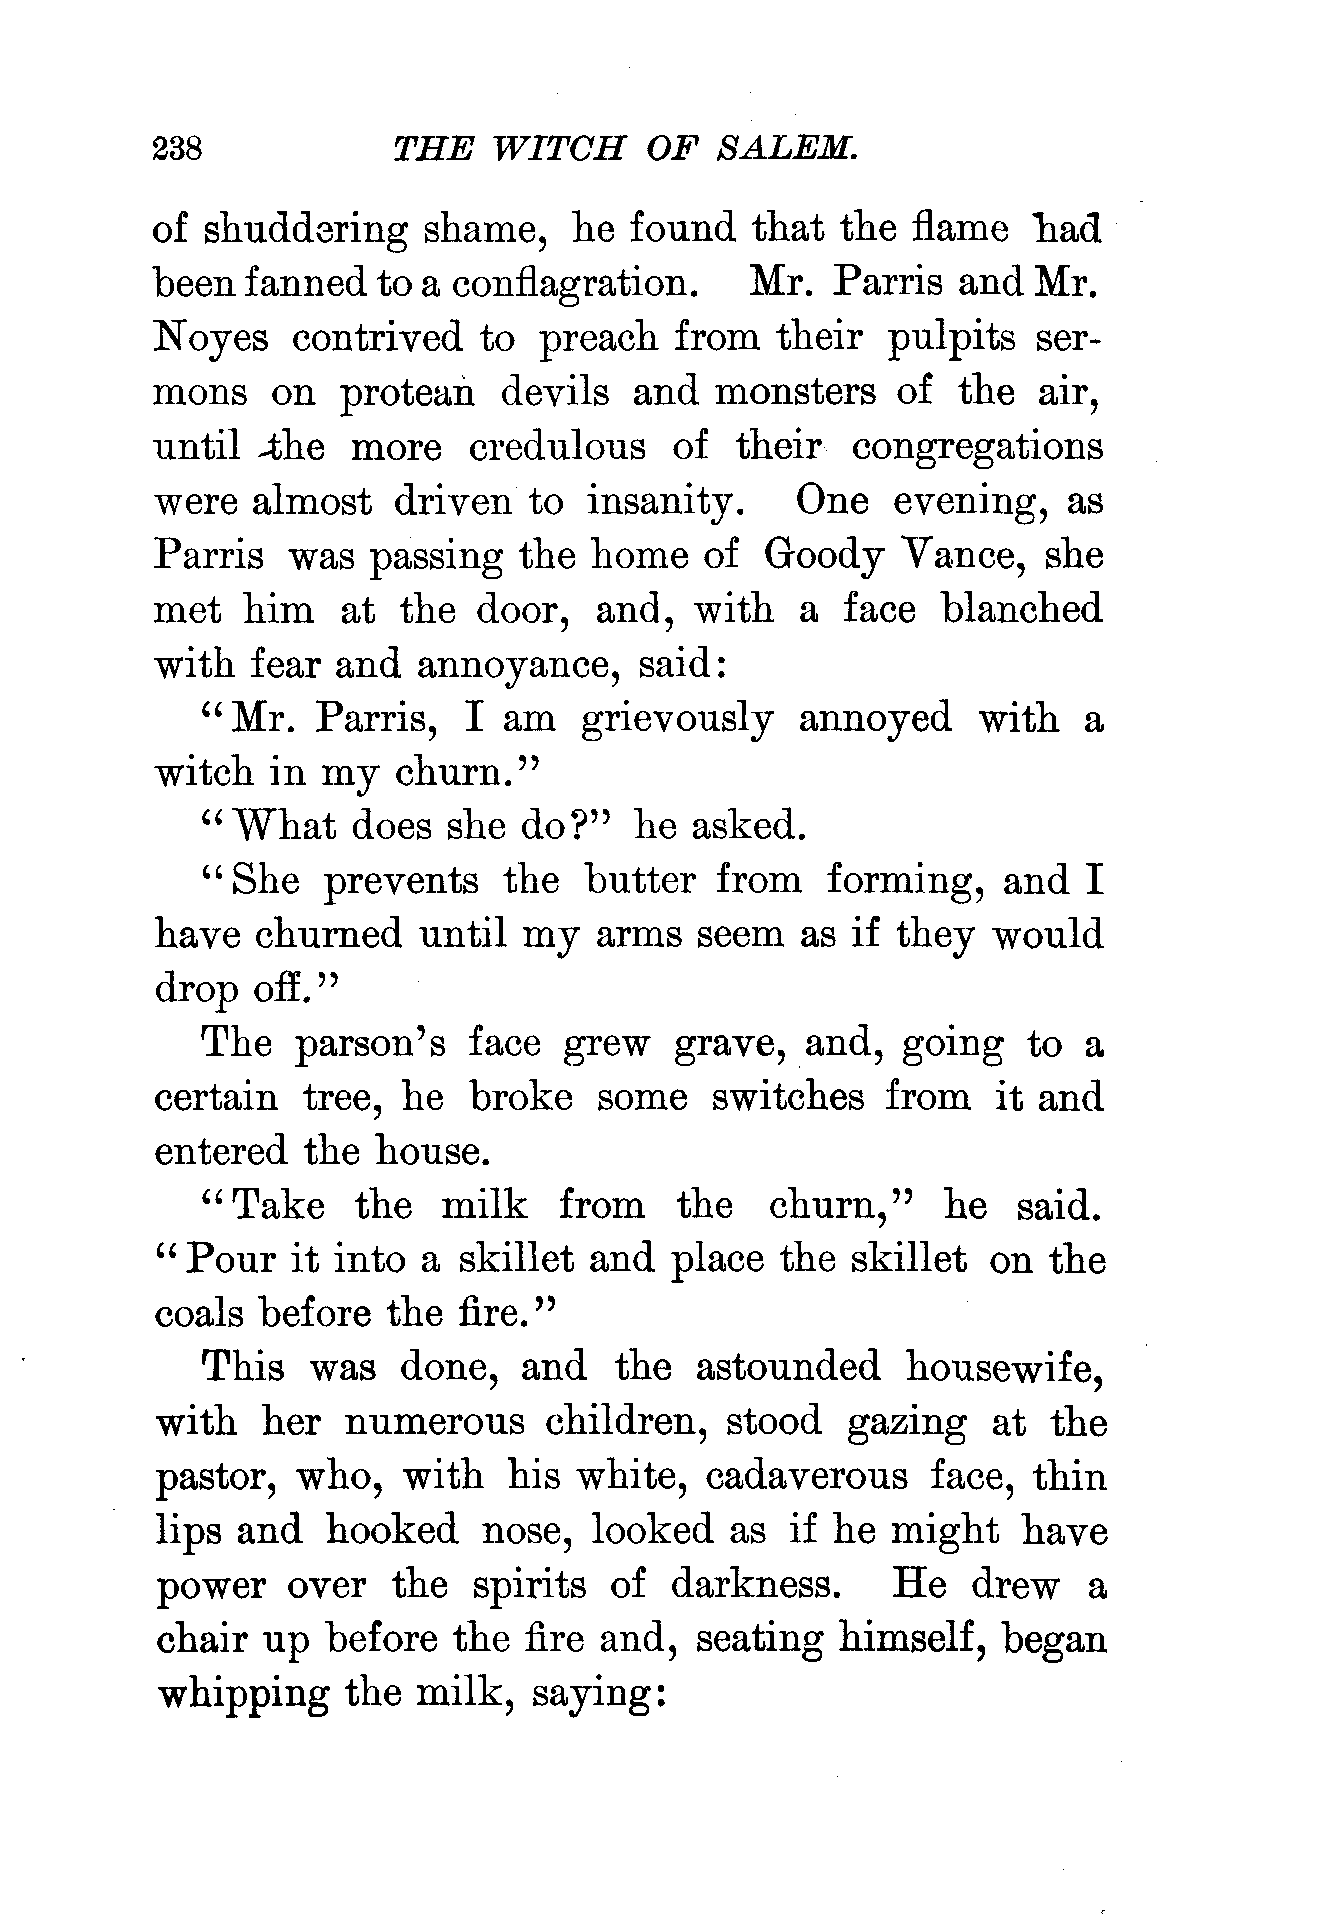 238 THE WITCH OF SALEM.
of shuddering shame, he found that the flame had
been fanned to a conflagration. Mr. Parris and Mr.
Noyes contrived to preach from their pulpits ser-
mons on protean devils and monsters of the air,
until the more credulous of their congregations
were almost driven to insanity. One evening, as
Parris was passing the home of Goody Vance, she
met him at the door, and, with a face blanched
with fear and annoyance, said:
"Mr. Parris, I am grievously annoyed with a
witch in my churn."
"What does she do?" he asked.
"She prevents the butter from forming, and I
have churned until my arms seem as if they would
drop off."
The parson's face grew grave, and, going to a
certain tree, he broke some switches from it and
entered the house.
"Take the milk from the churn," he said.
"Pour it into a skillet and place the skillet on the
coals before the fire."
This was done, and the astounded housewife,
with her numerous children, stood gazing at the
pastor, who, with his white, cadaverous face, thin
lips and hooked nose, looked as if he might have
power over the spirits of darkness. He drew a
chair up before the fire and, seating himself, began
whipping the milk, saying: